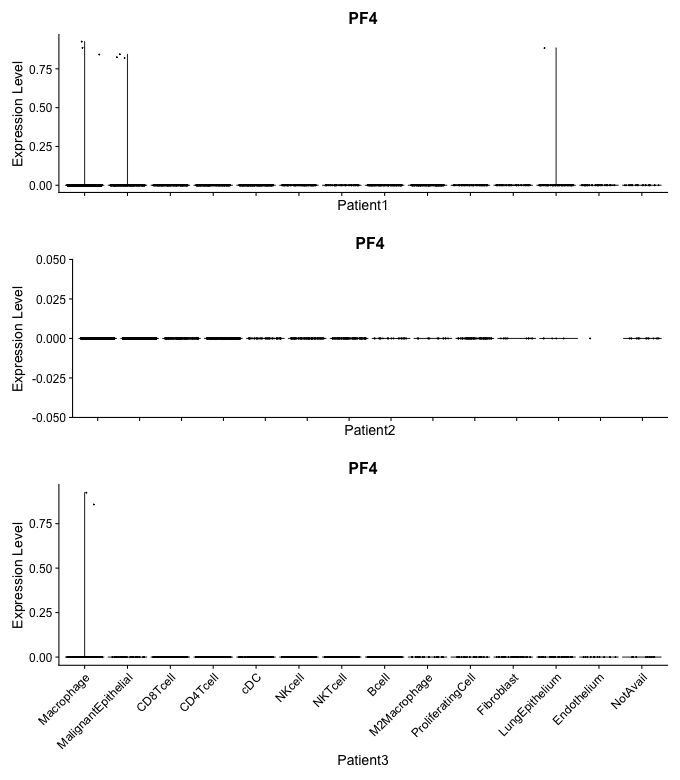 PF4
Expression Level
0.75
0.50
0.25
0.00
Patient1
PF4
Expression Level
0.050
0.025
0.000
-0.025
-0.050
Patient2
PF4
Expression Level
0.75
0.50
0.25
0.00
Macrophage
MalignantEpithelial
CD8Tcell
CD4Tcell
cDC
NKcell
NKTcell
Bcell
M2Macrophage
ProliferatingCell
Fibroblast
LungEpithelium
Endothelium
NotAvail
Patient3